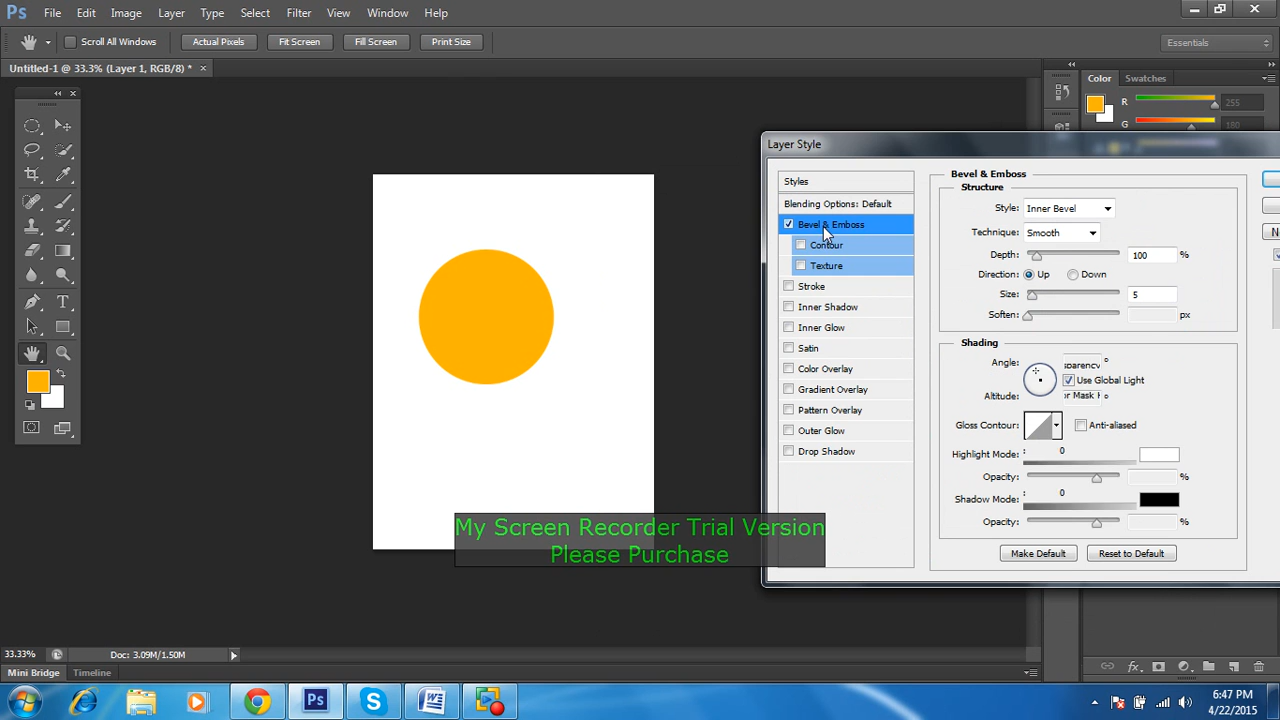 Ps File Edit Image Layer Type Select Filter View Window Help
Scroll All Windows Actual Pixels Fit Screen Fill Screen Print Size Essentials
Untitled-1 @ 33.3% (Layer 1, RGB/8) * ×
Color Swatches
R 255
G 180
Layer Style
Styles
Blending Options: Default
Bevel & Emboss
Contour
Texture
Stroke
Inner Shadow
Inner Glow
Satin
Color Overlay
Gradient Overlay
Pattern Overlay
Outer Glow
Drop Shadow
Bevel & Emboss
Structure
Style: Inner Bevel
Technique: Smooth
Depth: 100 %
Direction: Up Down
Size: 5
Soften: px
Shading
Angle: °
Use Global Light
Altitude: °
Gloss Contour: Anti-aliased
Highlight Mode: : 0
Opacity: %
Shadow Mode: : 0
Opacity: %
Make Default Reset to Default
My Screen Recorder Trial Version
Please Purchase
33.33% Doc: 3.09M/1.50M
Mini Bridge Timeline
6:47 PM
4/22/2015